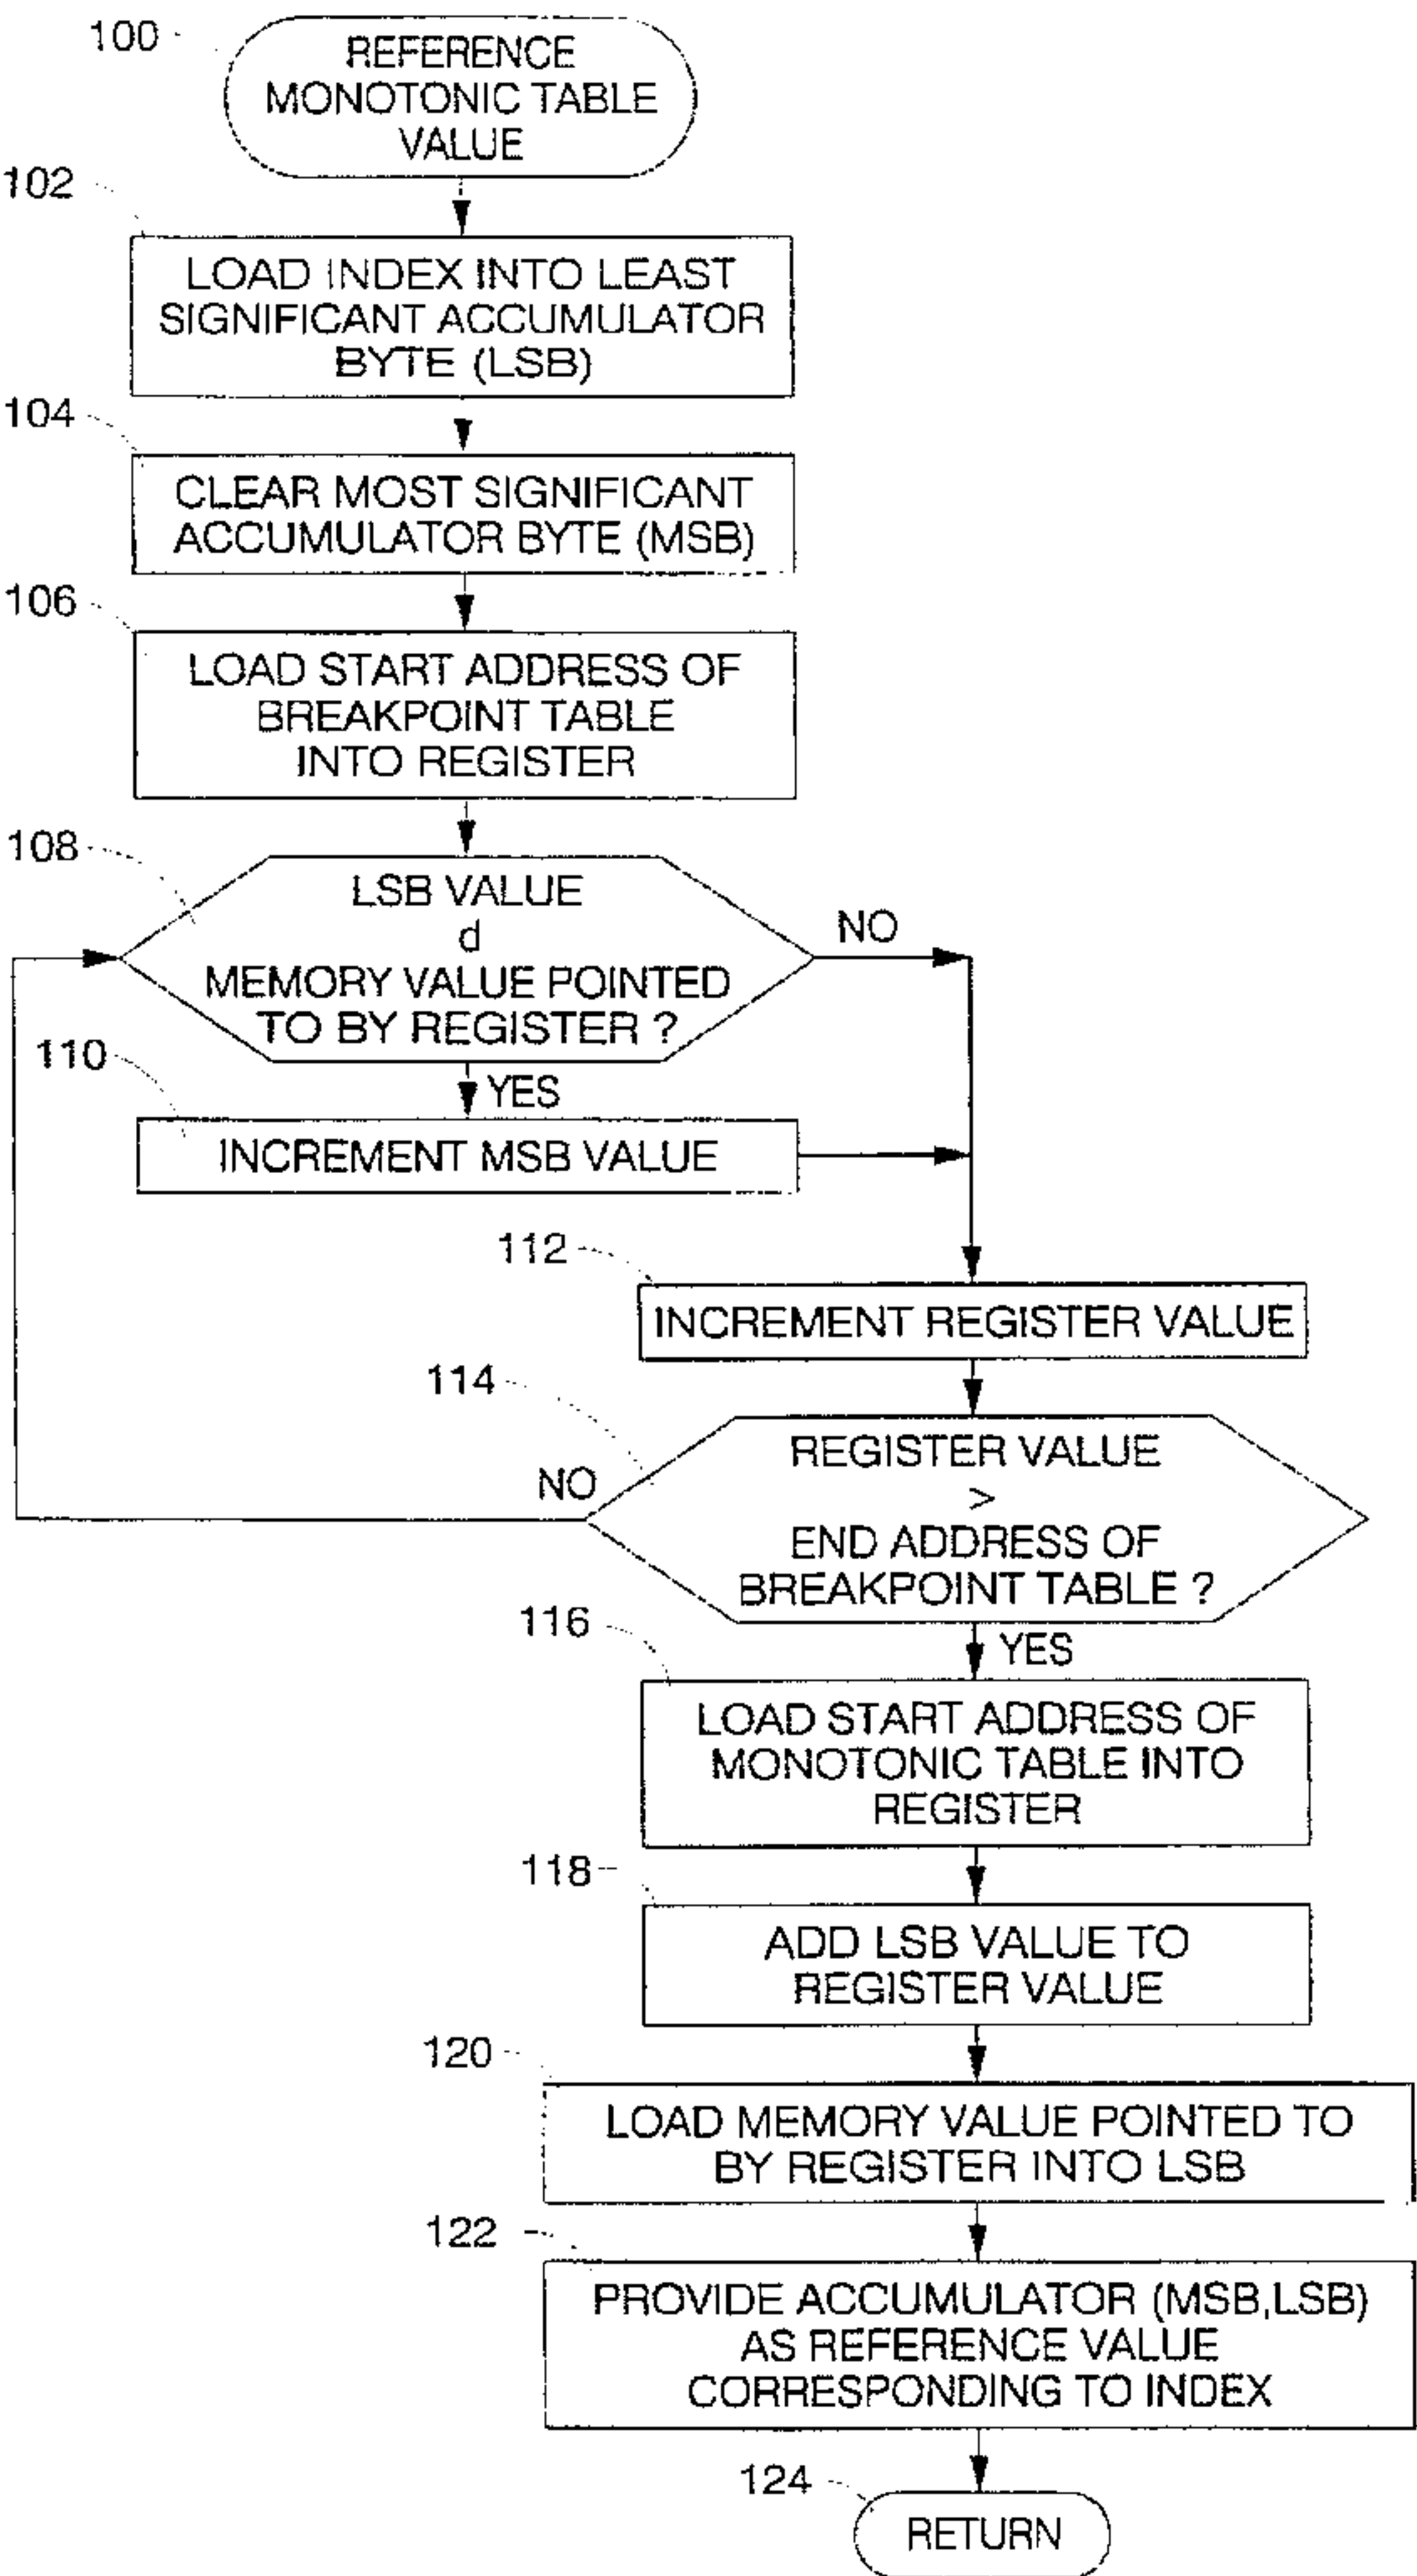 100
REFERENCE
MONOTONIC TABLE
VALUE
102
LOAD INDEX INTO LEAST
SIGNIFICANT ACCUMULATOR
BYTE (LSB)
104
CLEAR MOST SIGNIFICANT
ACCUMULATOR BYTE (MSB)
106
LOAD START ADDRESS OF
BREAKPOINT TABLE
INTO REGISTER
108
LSB VALUE
d
MEMORY VALUE POINTED
TO BY REGISTER ?
NO
110
YES
INCREMENT MSB VALUE
112
INCREMENT REGISTER VALUE
114
REGISTER VALUE
>
END ADDRESS OF
BREAKPOINT TABLE ?
NO
116
YES
LOAD START ADDRESS OF
MONOTONIC TABLE INTO
REGISTER
118
ADD LSB VALUE TO
REGISTER VALUE
120
LOAD MEMORY VALUE POINTED TO
BY REGISTER INTO LSB
122
PROVIDE ACCUMULATOR (MSB,LSB)
AS REFERENCE VALUE
CORRESPONDING TO INDEX
124
RETURN